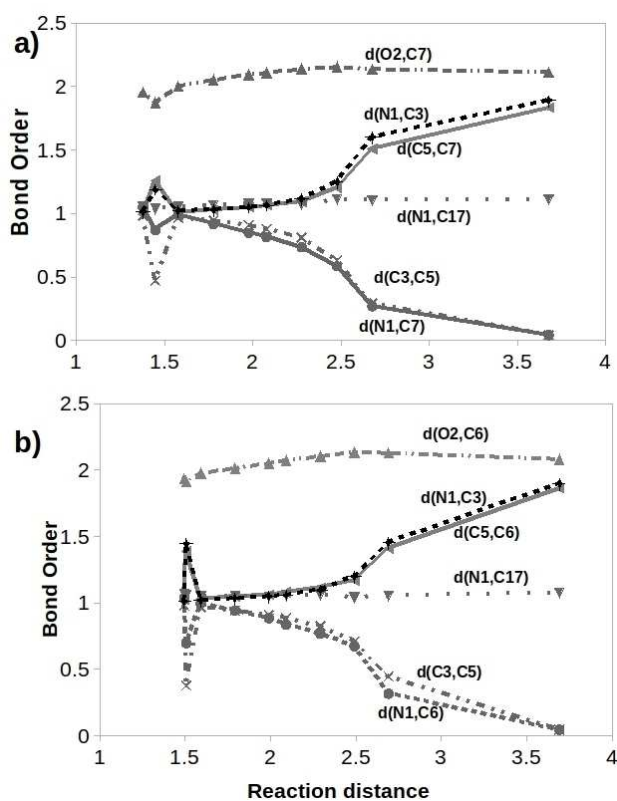 a)
2.5
2
1.5
1
0.5
0
Bond Order
d(O2,C7)
d(N1,C3)
d(C5,C7)
d(N1,C17)
d(C3,C5)
d(N1,C7)
1 1.5 2 2.5 3 3.5 4
b)
2.5
2
1.5
1
0.5
0
Bond Order
d(O2,C6)
d(N1,C3)
d(C5,C6)
d(N1,C17)
d(C3,C5)
d(N1,C6)
1 1.5 2 2.5 3 3.5 4
Reaction distance